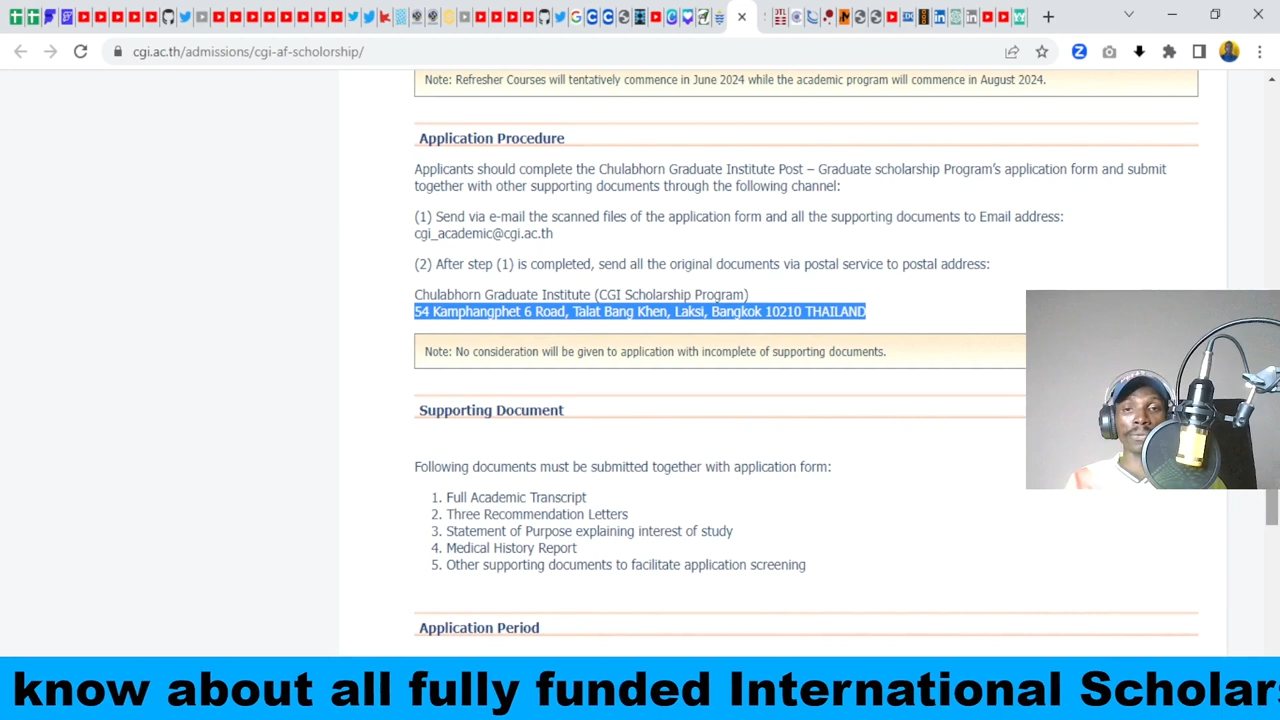 cgi.ac.th/admissions/cgi-af-scholorship/
Note: Refresher Courses will tentatively commence in June 2024 while the academic program will commence in August 2024.
Application Procedure
Applicants should complete the Chulabhorn Graduate Institute Post – Graduate scholarship Program's application form and submit
together with other supporting documents through the following channel:
(1) Send via e-mail the scanned files of the application form and all the supporting documents to Email address:
cgi_academic@cgi.ac.th
(2) After step (1) is completed, send all the original documents via postal service to postal address:
Chulabhorn Graduate Institute (CGI Scholarship Program)
54 Kamphangphet 6 Road, Talat Bang Khen, Laksi, Bangkok 10210 THAILAND
Note: No consideration will be given to application with incomplete of supporting documents.
Supporting Document
Following documents must be submitted together with application form:
1. Full Academic Transcript
2. Three Recommendation Letters
3. Statement of Purpose explaining interest of study
4. Medical History Report
5. Other supporting documents to facilitate application screening
Application Period
know about all fully funded International Scholar